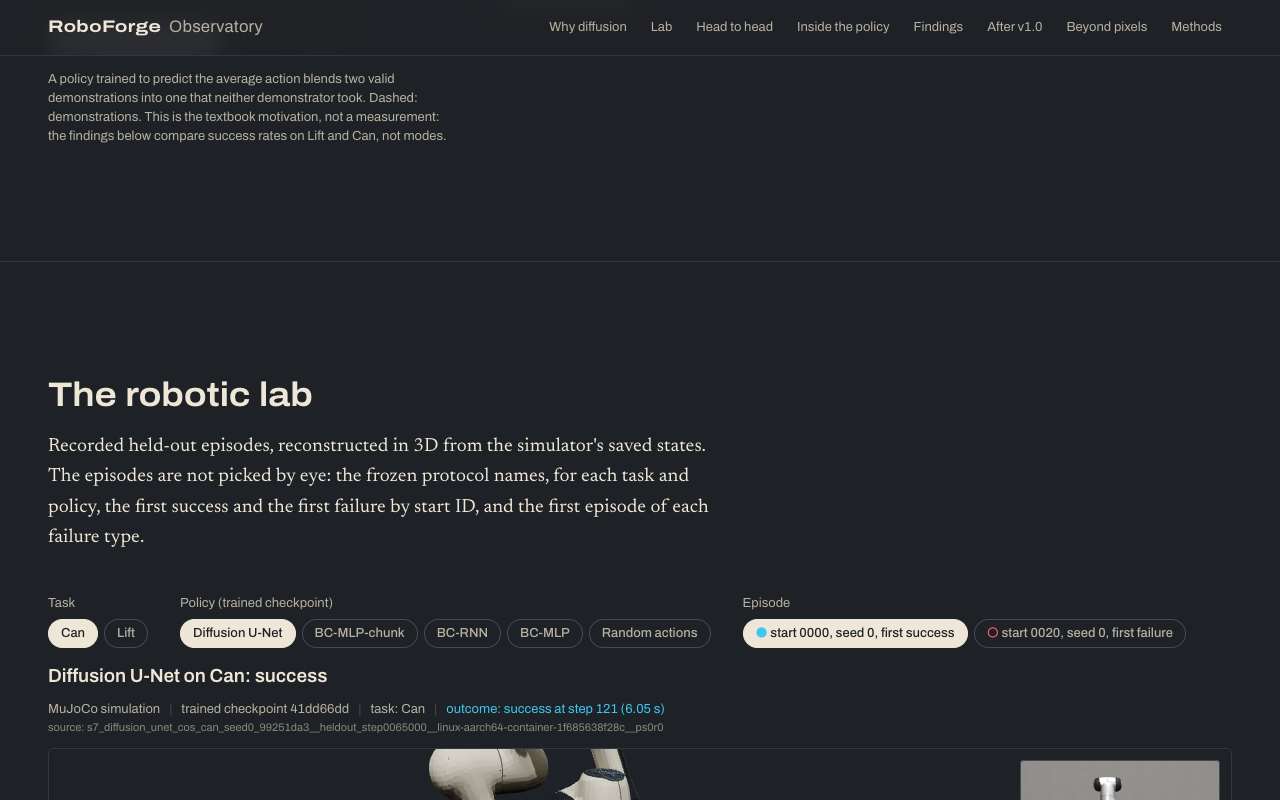 RoboForge Observatory
Why diffusion Lab Head to head Inside the policy Findings After v1.0 Beyond pixels Methods
A policy trained to predict the average action blends two valid
demonstrations into one that neither demonstrator took. Dashed:
demonstrations. This is the textbook motivation, not a measurement:
the findings below compare success rates on Lift and Can, not modes.
The robotic lab
Recorded held-out episodes, reconstructed in 3D from the simulator's saved states.
The episodes are not picked by eye: the frozen protocol names, for each task and
policy, the first success and the first failure by start ID, and the first episode of each
failure type.
Task Policy (trained checkpoint) Episode
Can Lift Diffusion U-Net BC-MLP-chunk BC-RNN BC-MLP Random actions start 0000, seed 0, first success start 0020, seed 0, first failure
Diffusion U-Net on Can: success
MuJoCo simulation | trained checkpoint 41dd66dd | task: Can | outcome: success at step 121 (6.05 s)
source: s7_diffusion_unet_cos_can_seed0_99251da3__heldout_step0065000__linux-aarch64-container-1f685638f28c__ps0r0